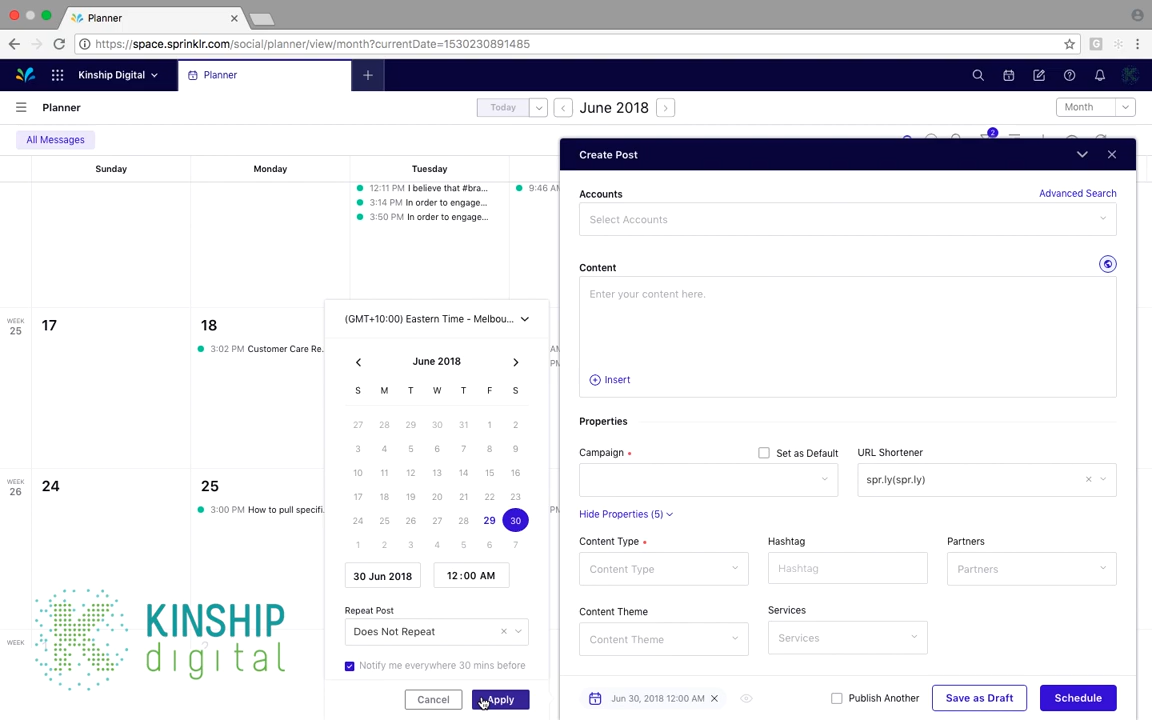 Planner
https://space.sprinklr.com/social/planner/view/month?currentDate=1530230891485
Kinship Digital
Planner
Planner
Today
June 2018
Month
All Messages
2
Sunday
Monday
Tuesday
12:11 PM I believe that #bra...
3:14 PM In order to engage...
3:50 PM In order to engage...
9:46 AM
WEEK
25
17
18
3:02 PM Customer Care Re...
WEEK
26
24
25
3:00 PM How to pull specifi...
WEEK
KINSHIP
digital
(GMT+10:00) Eastern Time - Melbou...
June 2018
S M T W T F S
27 28 29 30 31 1 2
3 4 5 6 7 8 9
10 11 12 13 14 15 16
17 18 19 20 21 22 23
24 25 26 27 28 29 30
1 2 3 4 5 6 7
30 Jun 2018
12:00 AM
Repeat Post
Does Not Repeat
Notify me everywhere 30 mins before
Cancel
Apply
Create Post
Accounts
Advanced Search
Select Accounts
Content
Enter your content here.
Insert
Properties
Campaign
Set as Default
URL Shortener
spr.ly(spr.ly)
Hide Properties (5)
Content Type
Hashtag
Partners
Content Type
Hashtag
Partners
Content Theme
Services
Content Theme
Services
Jun 30, 2018 12:00 AM
Publish Another
Save as Draft
Schedule